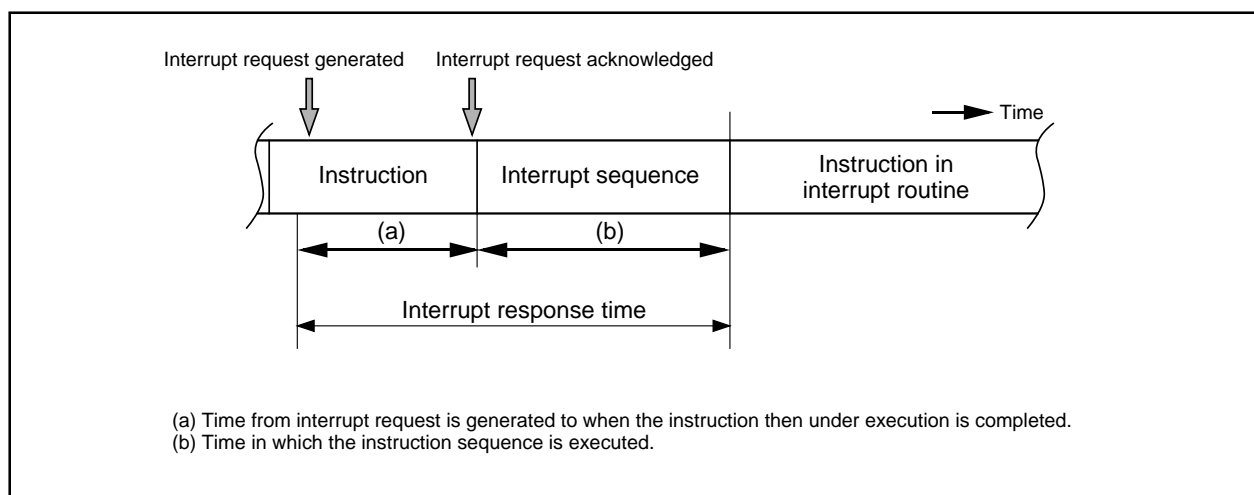 Interrupt request generated
Interrupt request acknowledged
Time
Instruction
Interrupt sequence
Instruction in
interrupt routine
(a)
(b)
Interrupt response time
(a) Time from interrupt request is generated to when the instruction then under execution is completed.
(b) Time in which the instruction sequence is executed.